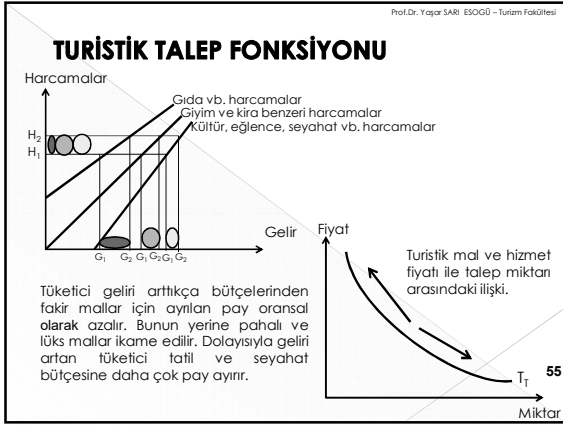 Prof.Dr. Yaşar SARI ESOGÜ – Turizm Fakültesi
TURİSTİK TALEP FONKSİYONU
Harcamalar
Gıda vb. harcamalar
Giyim ve kira benzeri harcamalar
Kültür, eğlence, seyahat vb. harcamalar
H2
H1
Gelir
G1 G2 G1 G2 G1 G2
Tüketici geliri arttıkça bütçelerinden
fakir mallar için ayrılan pay oransal
olarak azalır. Bunun yerine pahalı ve
lüks mallar ikame edilir. Dolayısıyla geliri
artan tüketici tatil ve seyahat
bütçesine daha çok pay ayırır.
Fiyat
Turistik mal ve hizmet
fiyatı ile talep miktarı
arasındaki ilişki.
TT
55
Miktar